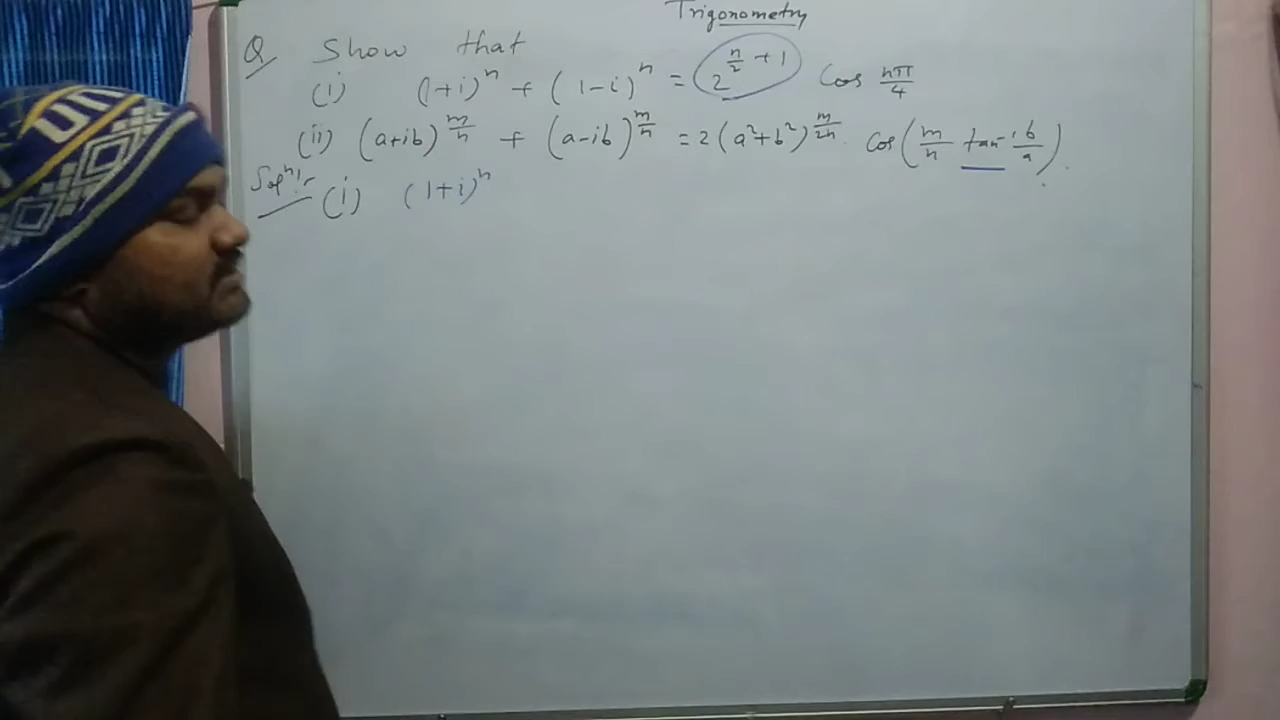 Trigonometry
Q Show that
(i) (1+i)^n + (1-i)^n = 2^{n/2 + 1} Cos nπ/4
(ii) (a+ib)^{m/n} + (a-ib)^{m/n} = 2(a²+b²)^{m/2n} Cos(m/n tan⁻¹ b/a).
Sol^n:- (i) (1+i)^n